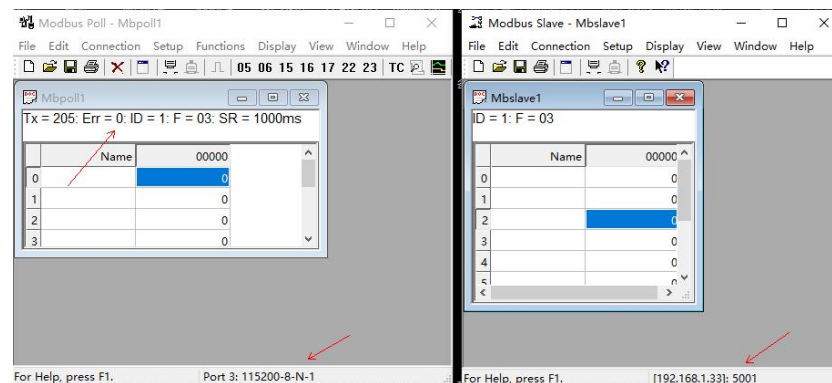 Modbus Poll - Mbpoll1
File Edit Connection Setup Functions Display View Window Help
05 06 15 16 17 22 23 TC
Mbpoll1
Tx = 205: Err = 0: ID = 1: F = 03: SR = 1000ms
Name 00000
0 0
1 0
2 0
3
For Help, press F1. Port 3: 115200-8-N-1
Modbus Slave - Mbslave1
File Edit Connection Setup Display View Window Help
Mbslave1
ID = 1: F = 03
Name 00000
0 0
1 0
2 0
3 0
4 0
5 0
For Help, press F1. [192.168.1.33]: 5001